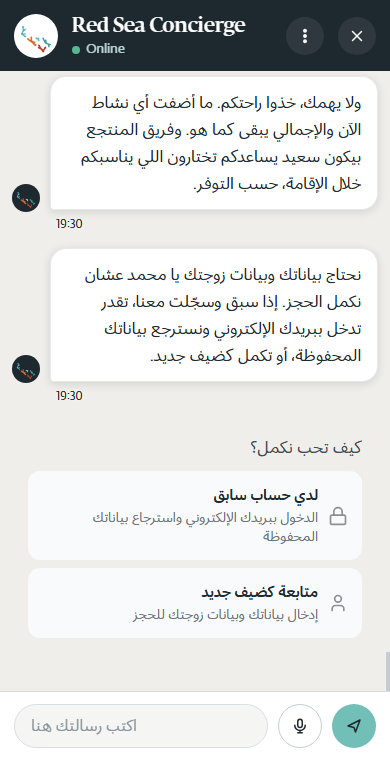 Red Sea Concierge
Online
ولا يهمك، خذوا راحتكم. ما أضفت أي نشاط
الآن والإجمالي يبقى كما هو. وفريق المنتجع
بيكون سعيد يساعدكم تختارون اللي يناسبكم
خلال الإقامة، حسب التوفر.
19:30
نحتاج بياناتك وبيانات زوجتك يا محمد عشان
نكمل الحجز. إذا سبق وسجّلت معنا، تقدر
تدخل ببريدك الإلكتروني ونسترجع بياناتك
المحفوظة، أو تكمل كضيف جديد.
19:30
كيف تحب نكمل؟
لدي حساب سابق
الدخول ببريدك الإلكتروني واسترجاع بياناتك
المحفوظة
متابعة كضيف جديد
إدخال بياناتك وبيانات زوجتك للحجز
اكتب رسالتك هنا